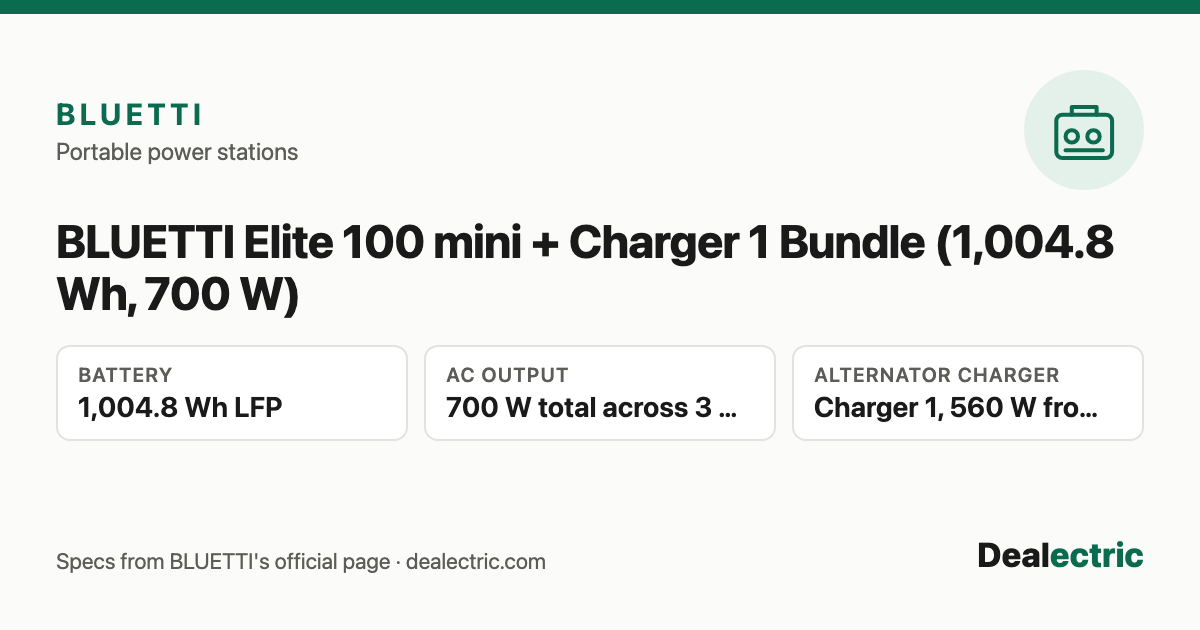 BLUETTI
Portable power stations
BLUETTI Elite 100 mini + Charger 1 Bundle (1,004.8
Wh, 700 W)
BATTERY
1,004.8 Wh LFP
AC OUTPUT
700 W total across 3 ...
ALTERNATOR CHARGER
Charger 1, 560 W fro...
Specs from BLUETTI's official page · dealectric.com
Dealectric